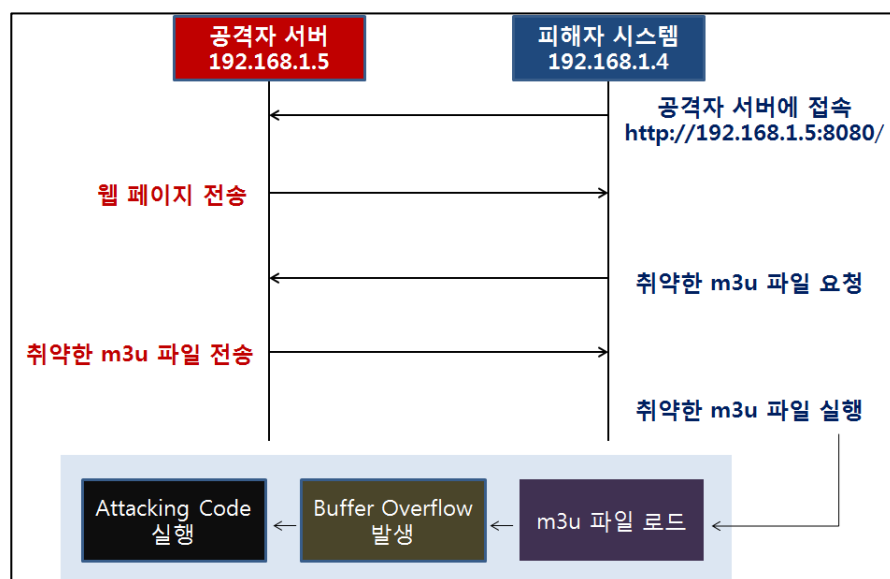 공격자 서버
192.168.1.5
피해자 시스템
192.168.1.4
공격자 서버에 접속
http://192.168.1.5:8080/
웹 페이지 전송
취약한 m3u 파일 요청
취약한 m3u 파일 전송
취약한 m3u 파일 실행
Attacking Code
실행
Buffer Overflow
발생
m3u 파일 로드